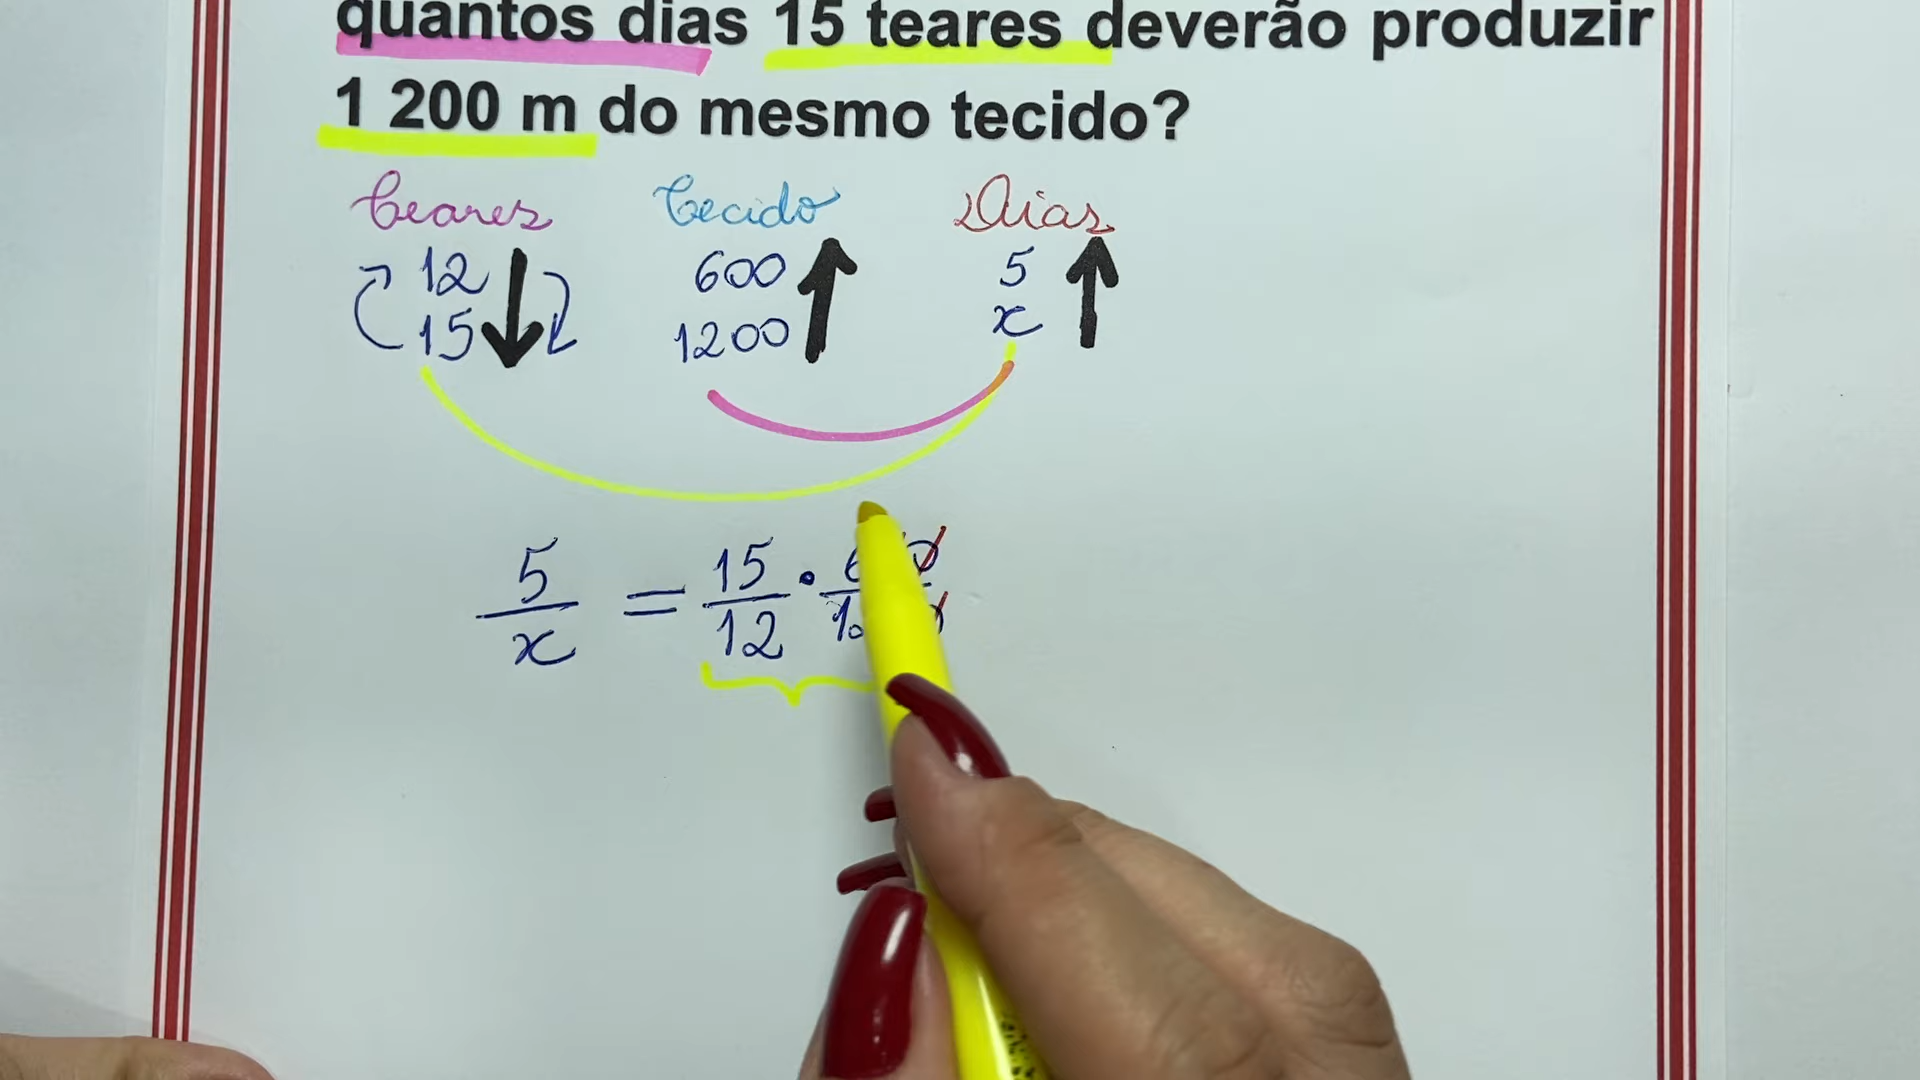 quantos dias 15 teares deverão produzir
1 200 m do mesmo tecido?
Teares Tecido Dias
12 600 5
15 1200 x
5 15
— = — ·
x 12